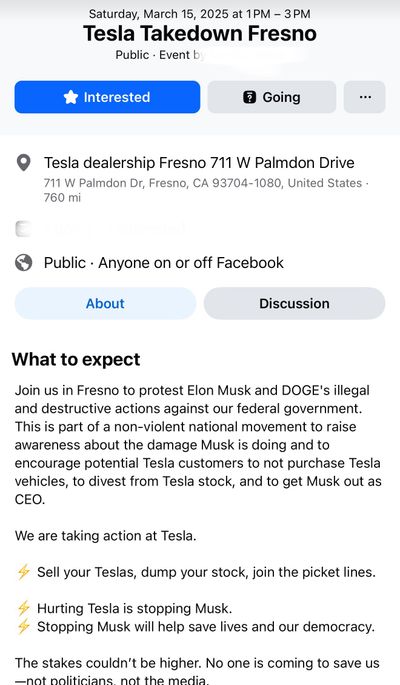 Saturday, March 15, 2025 at 1 PM – 3 PM
Tesla Takedown Fresno
Public · Event by
Interested
Going
Tesla dealership Fresno 711 W Palmdon Drive
711 W Palmdon Dr, Fresno, CA 93704-1080, United States ·
760 mi
Public · Anyone on or off Facebook
About
Discussion
What to expect
Join us in Fresno to protest Elon Musk and DOGE's illegal
and destructive actions against our federal government.
This is part of a non-violent national movement to raise
awareness about the damage Musk is doing and to
encourage potential Tesla customers to not purchase Tesla
vehicles, to divest from Tesla stock, and to get Musk out as
CEO.
We are taking action at Tesla.
⚡ Sell your Teslas, dump your stock, join the picket lines.
⚡ Hurting Tesla is stopping Musk.
⚡ Stopping Musk will help save lives and our democracy.
The stakes couldn't be higher. No one is coming to save us
—not politicians, not the media.